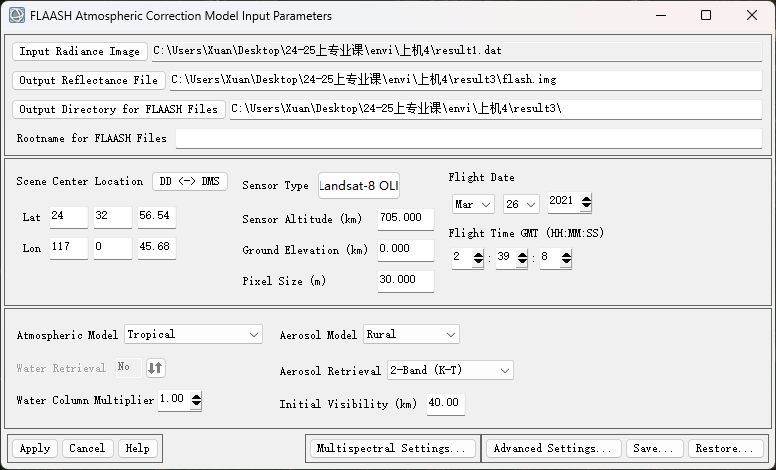 FLAASH Atmospheric Correction Model Input Parameters
Input Radiance Image C:\Users\Xuan\Desktop\24-25上专业课\envi\上机4\result1.dat
Output Reflectance File C:\Users\Xuan\Desktop\24-25上专业课\envi\上机4\result3\flash.img
Output Directory for FLAASH Files C:\Users\Xuan\Desktop\24-25上专业课\envi\上机4\result3\
Rootname for FLAASH Files
Scene Center Location DD <-> DMS
Lat 24 32 56.54
Lon 117 0 45.68
Sensor Type Landsat-8 OLI
Sensor Altitude (km) 705.000
Ground Elevation (km) 0.000
Pixel Size (m) 30.000
Flight Date
Mar 26 2021
Flight Time GMT (HH:MM:SS)
2 : 39 : 8
Atmospheric Model Tropical
Water Retrieval No
Water Column Multiplier 1.00
Aerosol Model Rural
Aerosol Retrieval 2-Band (K-T)
Initial Visibility (km) 40.00
Apply Cancel Help Multispectral Settings... Advanced Settings... Save... Restore...